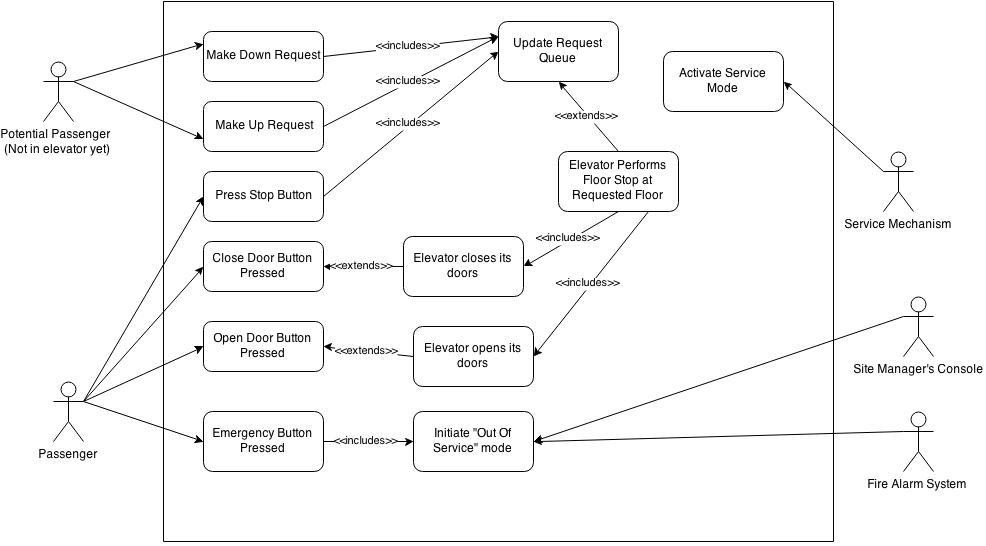 Make Down Request
<<includes>>
Update Request
Queue
Activate Service
Mode
<<includes>>
Potential Passenger
(Not in elevator yet)
Make Up Request
<<includes>>
<<extends>>
Press Stop Button
Elevator Performs
Floor Stop at
Requested Floor
Service Mechanism
Close Door Button
Pressed
<<extends>>
Elevator closes its
doors
<<includes>>
<<includes>>
Open Door Button
Pressed
<<extends>>
Elevator opens its
doors
Site Manager's Console
Passenger
Emergency Button
Pressed
<<includes>>
Initiate "Out Of
Service" mode
Fire Alarm System